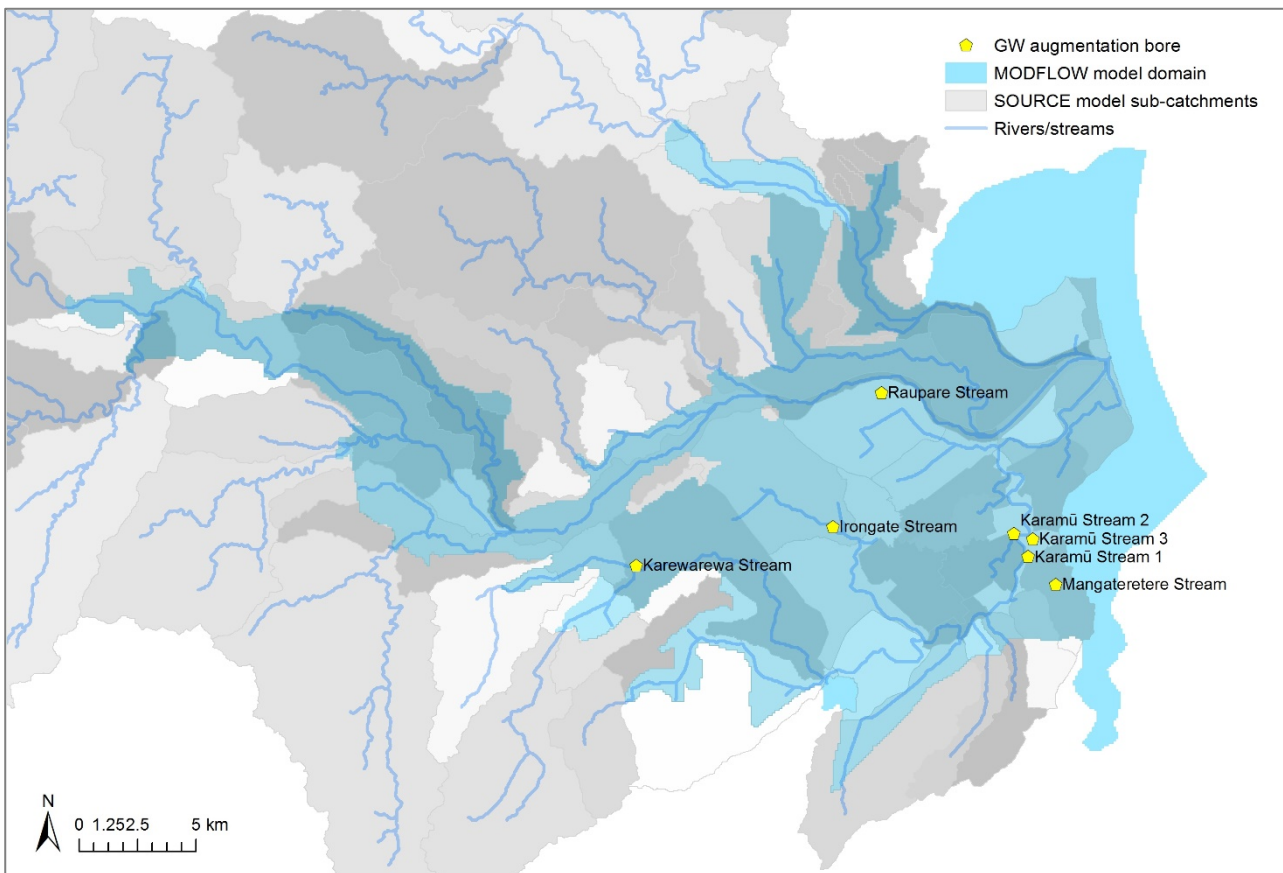 GW augmentation bore
MODFLOW model domain
SOURCE model sub-catchments
Rivers/streams
Raupare Stream
Irongate Stream
Karamū Stream 2
Karamū Stream 3
Karamū Stream 1
Karewarewa Stream
Mangateretere Stream
N
0 1.252.5 5 km